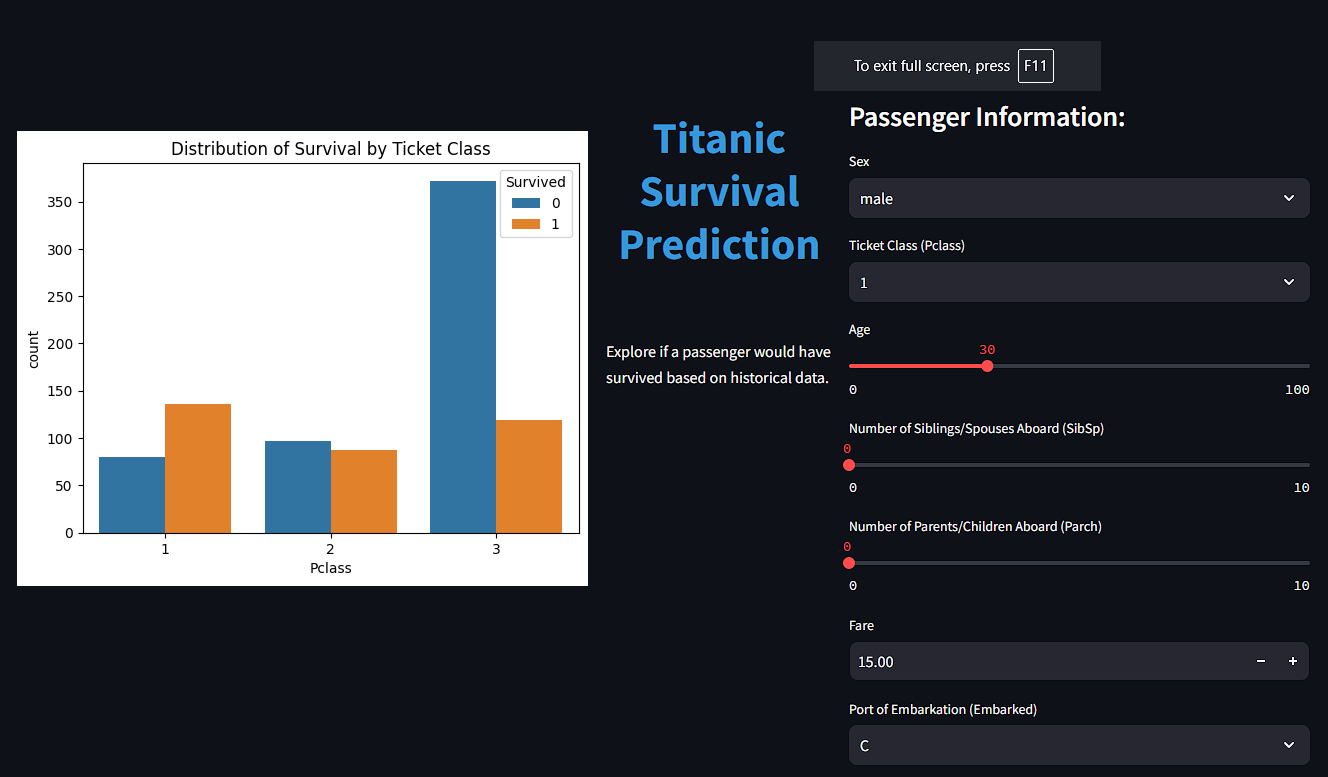 To exit full screen, press F11
Distribution of Survival by Ticket Class
Survived
0
1
350
300
250
200
150
100
50
0
count
1 2 3
Pclass
Titanic
Survival
Prediction
Explore if a passenger would have
survived based on historical data.
Passenger Information:
Sex
male
Ticket Class (Pclass)
1
Age
30
0 100
Number of Siblings/Spouses Aboard (SibSp)
0
0 10
Number of Parents/Children Aboard (Parch)
0
0 10
Fare
15.00
Port of Embarkation (Embarked)
C